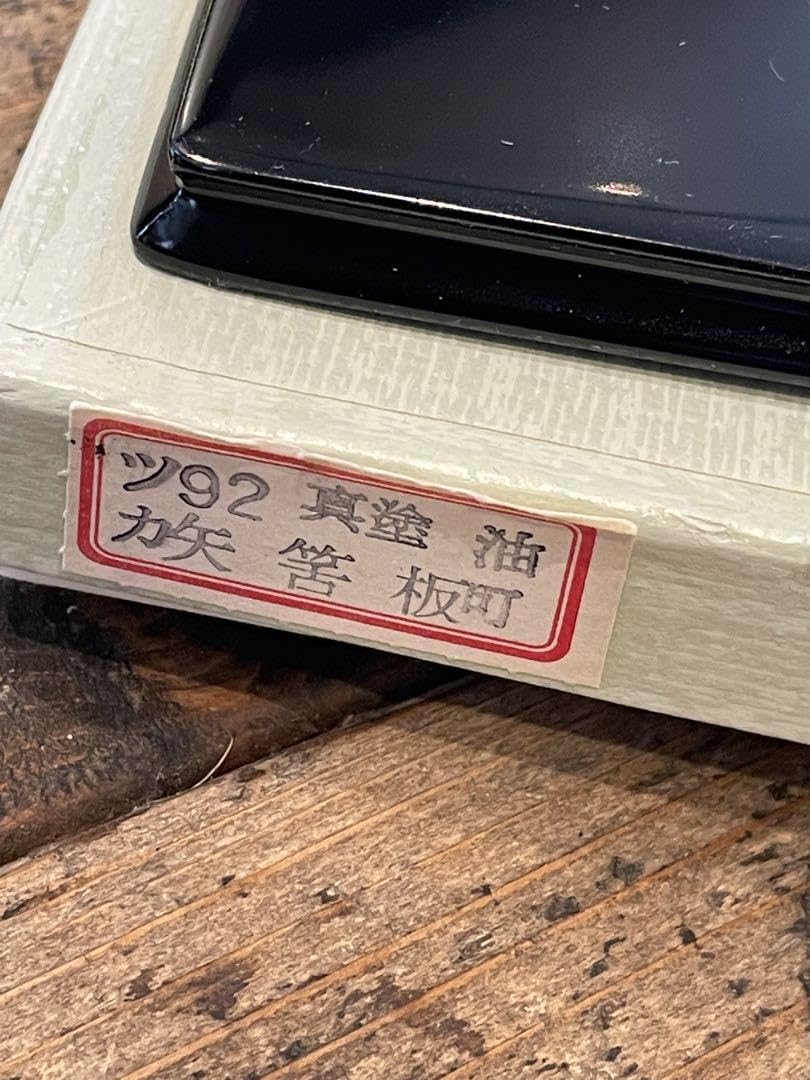 ツ92 真塗 油
カ矢 筈 板町